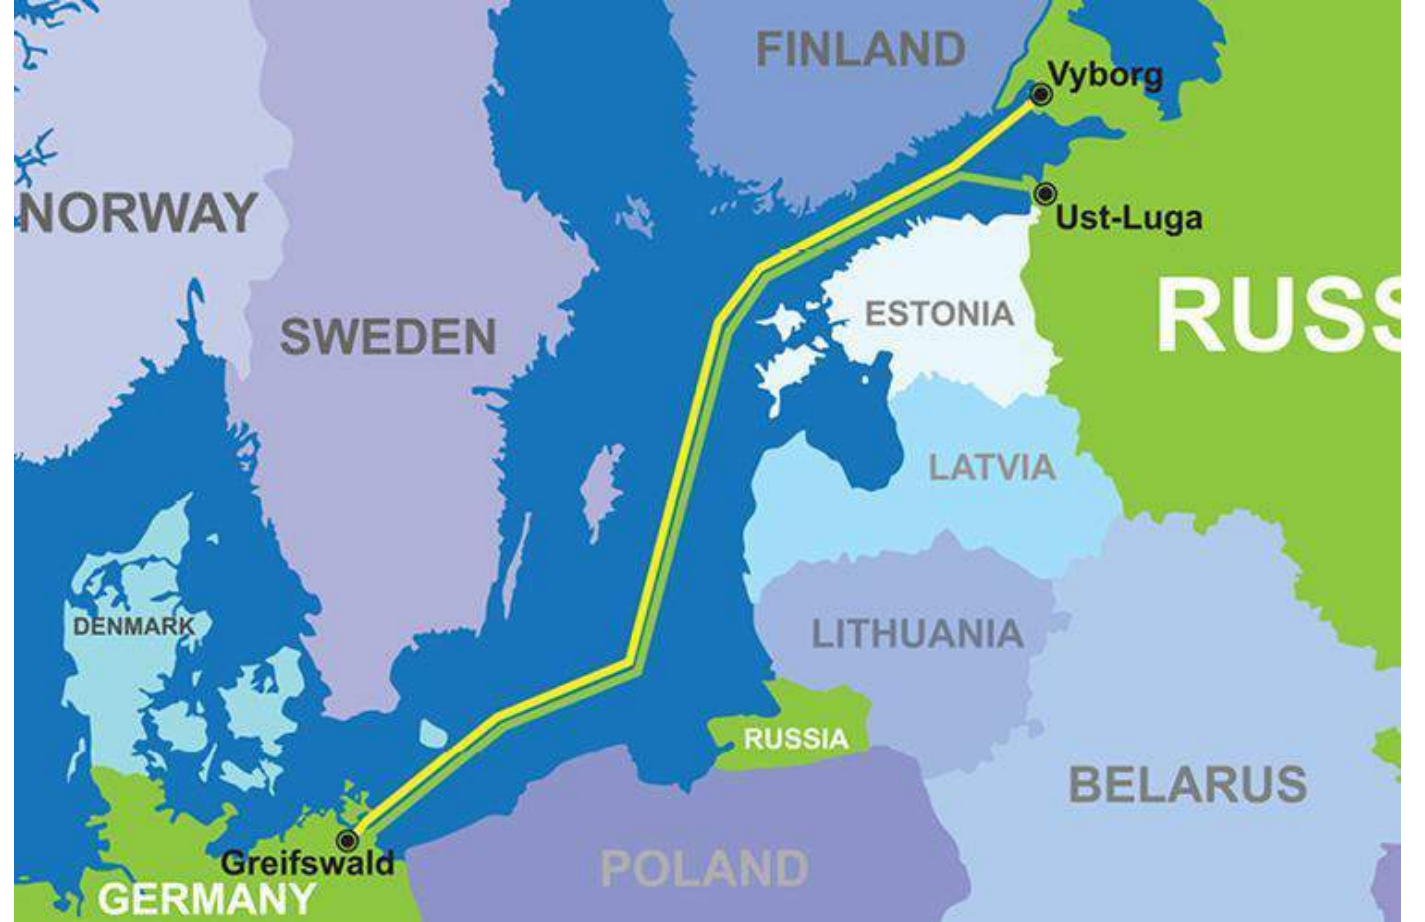 FINLAND
Vyborg
NORWAY
Ust-Luga
RUSS
SWEDEN
ESTONIA
LATVIA
DENMARK
LITHUANIA
RUSSIA
BELARUS
Greifswald
POLAND
GERMANY